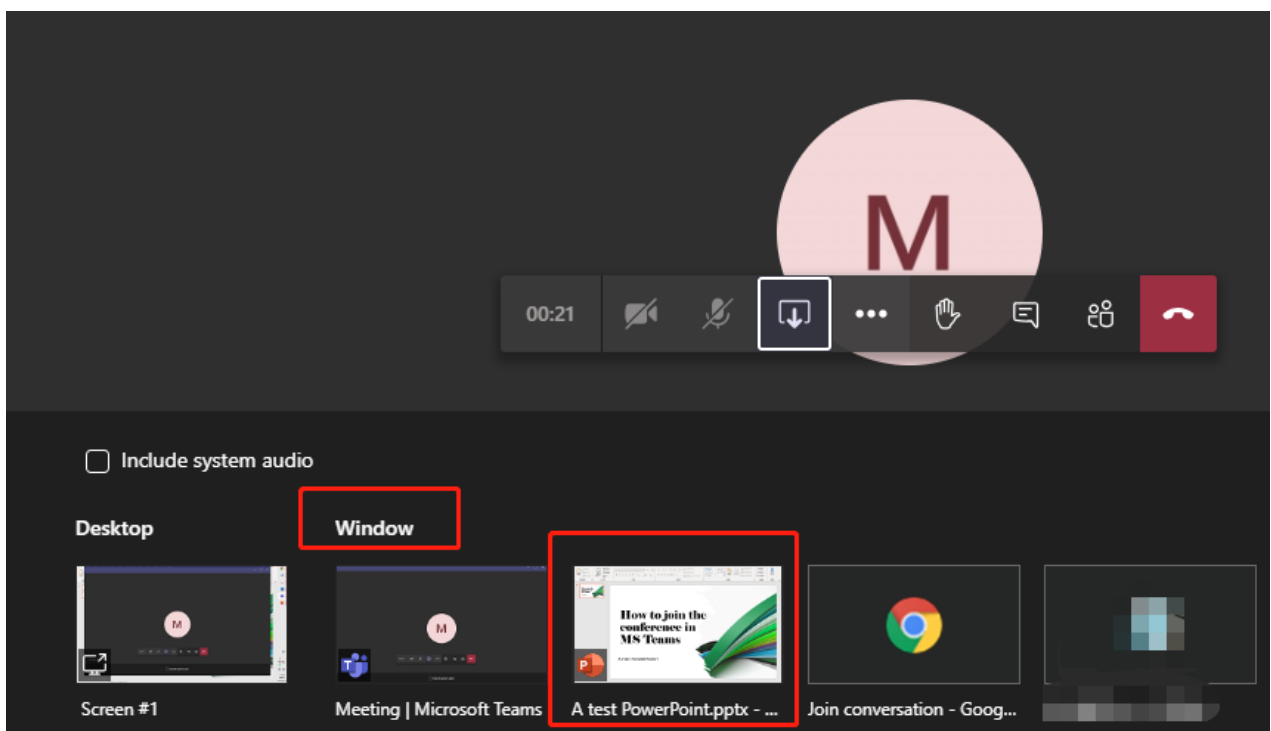 M
00:21
Include system audio
Desktop
Window
M
M
How to join the
conference in
MS Teams
Screen #1
Meeting | Microsoft Teams
A test PowerPoint.pptx - ...
Join conversation - Goog...